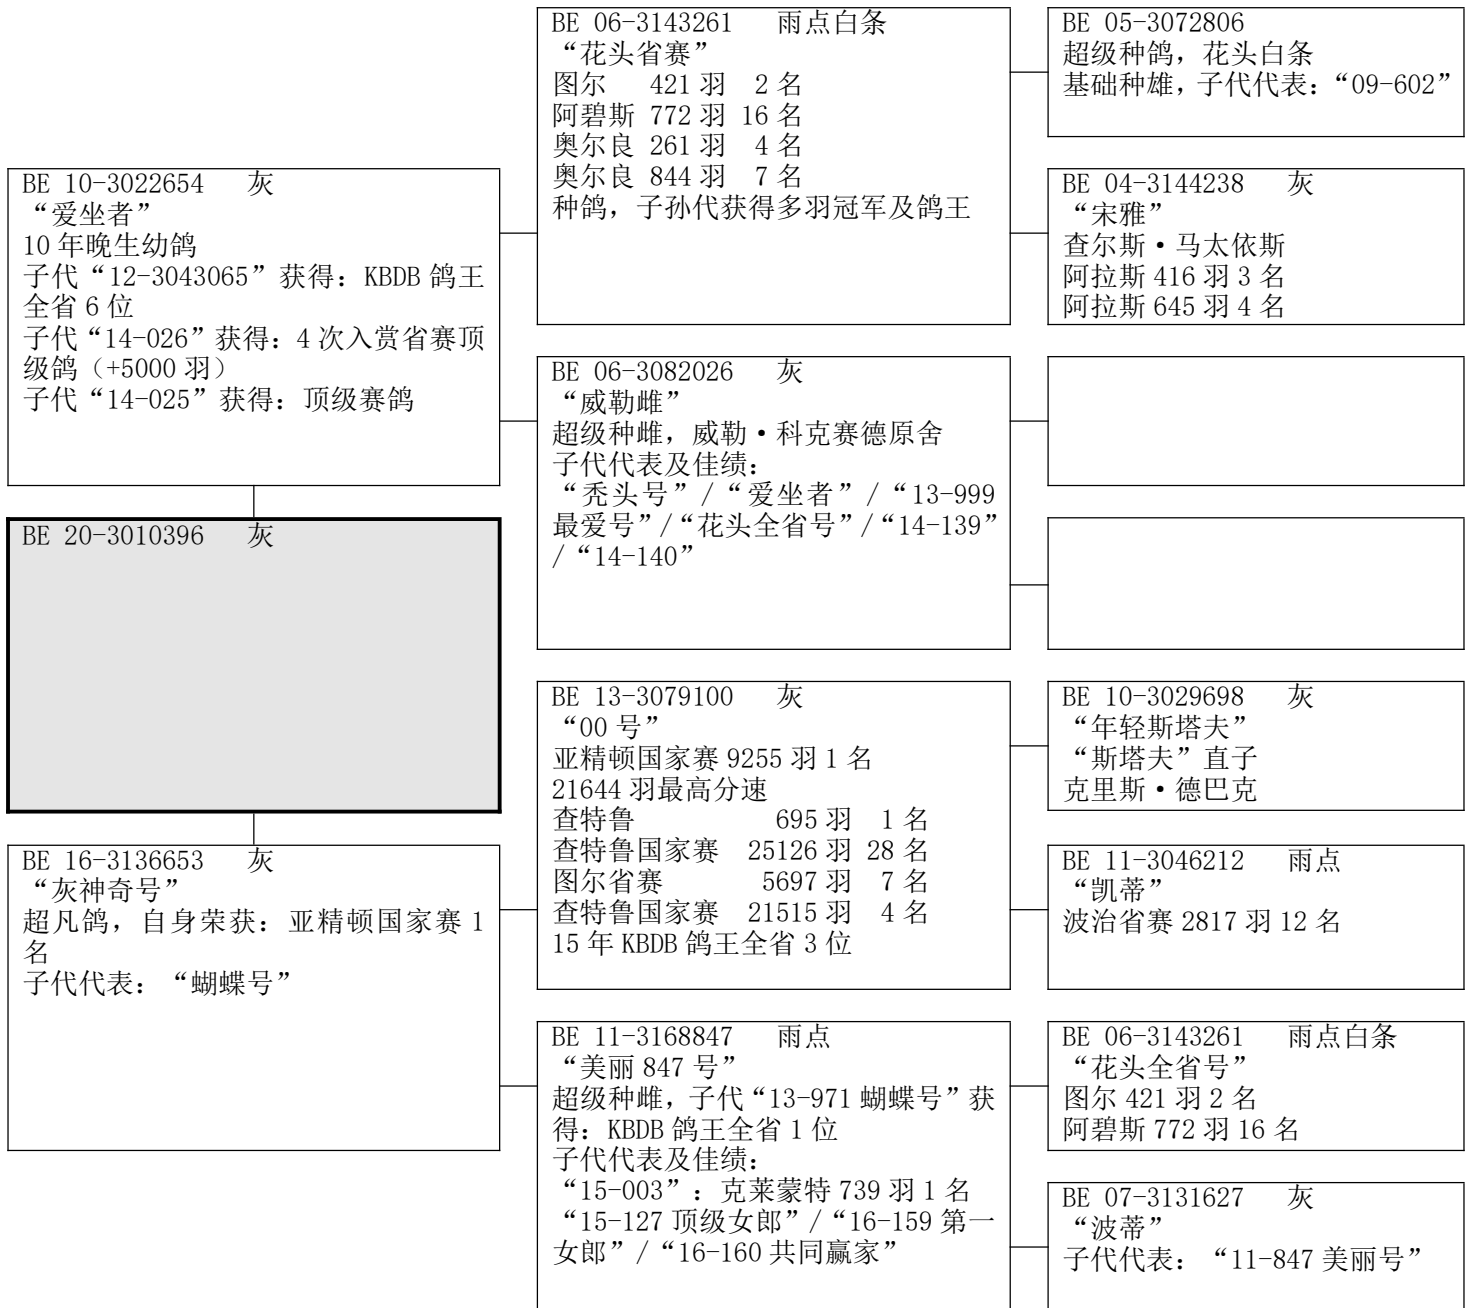 BE 10-3022654 灰
“爱坐者”
10 年晚生幼鸽
子代“12-3043065”获得：KBDB 鸽王
全省 6 位
子代“14-026”获得：4 次入赏省赛顶
级鸽（+5000 羽）
子代“14-025”获得：顶级赛鸽
BE 20-3010396 灰
BE 16-3136653 灰
“灰神奇号”
超凡鸽，自身荣获：亚精顿国家赛 1
名
子代代表：“蝴蝶号”
BE 06-3143261 雨点白条
“花头省赛”
图尔 421 羽 2 名
阿碧斯 772 羽 16 名
奥尔良 261 羽 4 名
奥尔良 844 羽 7 名
种鸽，子孙代获得多羽冠军及鸽王
BE 06-3082026 灰
“威勒雌”
超级种雌，威勒·科克赛德原舍
子代代表及佳绩：
“秃头号”/“爱坐者”/“13-999
最爱号”/“花头全省号”/“14-139”
/“14-140”
BE 13-3079100 灰
“00 号”
亚精顿国家赛 9255 羽 1 名
21644 羽最高分速
查特鲁 695 羽 1 名
查特鲁国家赛 25126 羽 28 名
图尔省赛 5697 羽 7 名
查特鲁国家赛 21515 羽 4 名
15 年 KBDB 鸽王全省 3 位
BE 11-3168847 雨点
“美丽 847 号”
超级种雌，子代“13-971 蝴蝶号”获
得：KBDB 鸽王全省 1 位
子代代表及佳绩：
“15-003”：克莱蒙特 739 羽 1 名
“15-127 顶级女郎”/“16-159 第一
女郎”/“16-160 共同赢家”
BE 05-3072806
超级种鸽，花头白条
基础种雄，子代代表：“09-602”
BE 04-3144238 灰
“宋雅”
查尔斯·马太依斯
阿拉斯 416 羽 3 名
阿拉斯 645 羽 4 名
BE 10-3029698 灰
“年轻斯塔夫”
“斯塔夫”直子
克里斯·德巴克
BE 11-3046212 雨点
“凯蒂”
波治省赛 2817 羽 12 名
BE 06-3143261 雨点白条
“花头全省号”
图尔 421 羽 2 名
阿碧斯 772 羽 16 名
BE 07-3131627 灰
“波蒂”
子代代表：“11-847 美丽号”